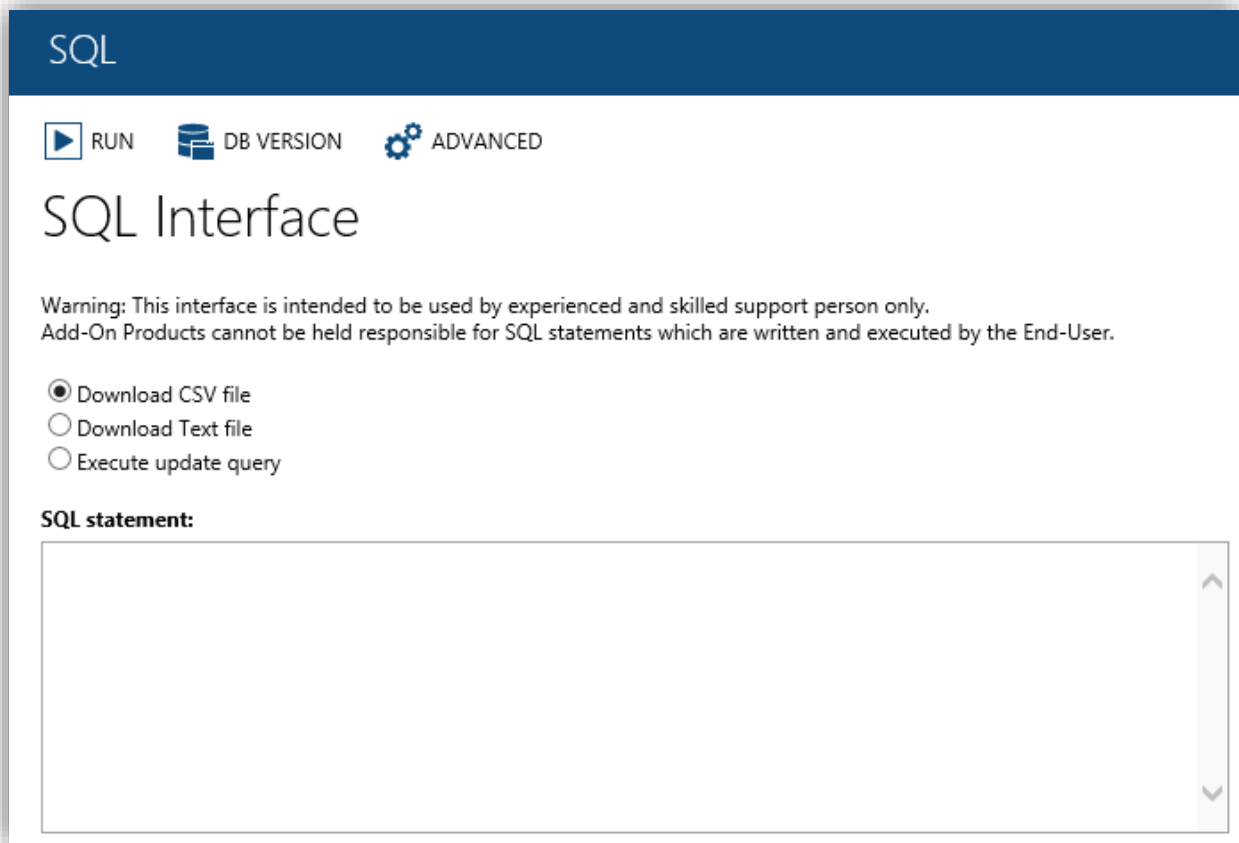 SQL
RUN DB VERSION ADVANCED
SQL Interface
Warning: This interface is intended to be used by experienced and skilled support person only.
Add-On Products cannot be held responsible for SQL statements which are written and executed by the End-User.
Download CSV file
Download Text file
Execute update query
SQL statement: